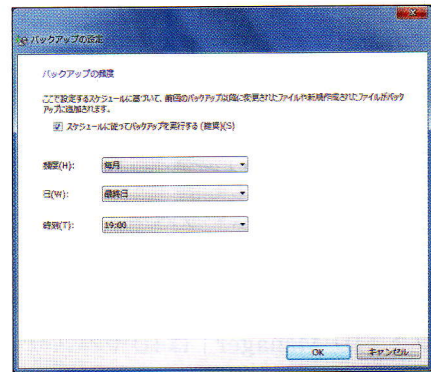 バックアップの設定
バックアップの頻度
ここで設定するスケジュールに基づいて、前回のバックアップ以降に変更されたファイルや新規作成されたファイルがバック
アップに追加されます。
スケジュールに従ってバックアップを実行する (推奨)(S)
頻度(H): 毎月
日(W): 最終日
時刻(T): 19:00
OK キャンセル